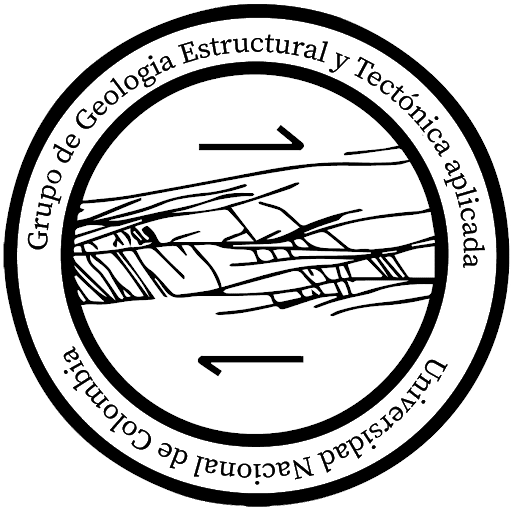 Grupo de Geologia Estructural y Tectónica aplicada
Universidad Nacional de Colombia